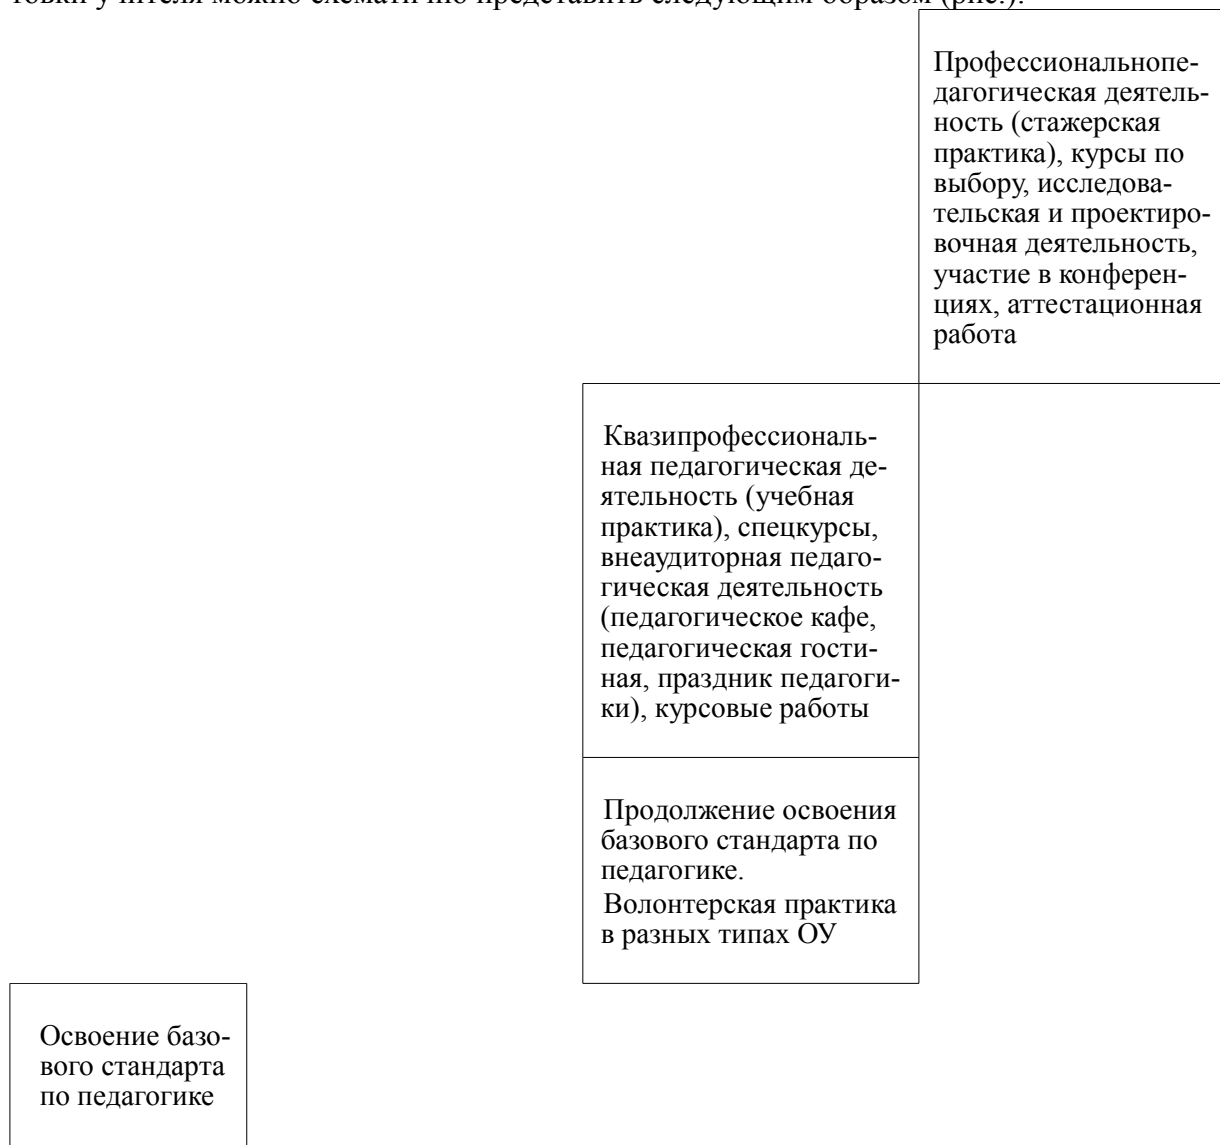 товки учителя можно схематично представить следующим образом (рис.):
Профессиональнопе-
дагогическая деятель-
ность (стажерская
практика), курсы по
выбору, исследова-
тельская и проектиро-
вочная деятельность,
участие в конферен-
циях, аттестационная
работа
Квазипрофессиональ-
ная педагогическая де-
ятельность (учебная
практика), спецкурсы,
внеаудиторная педаго-
гическая деятельность
(педагогическое кафе,
педагогическая гости-
ная, праздник педагоги-
ки), курсовые работы
Продолжение освоения
базового стандарта по
педагогике.
Волонтерская практика
в разных типах ОУ
Освоение базо-
вого стандарта
по педагогике